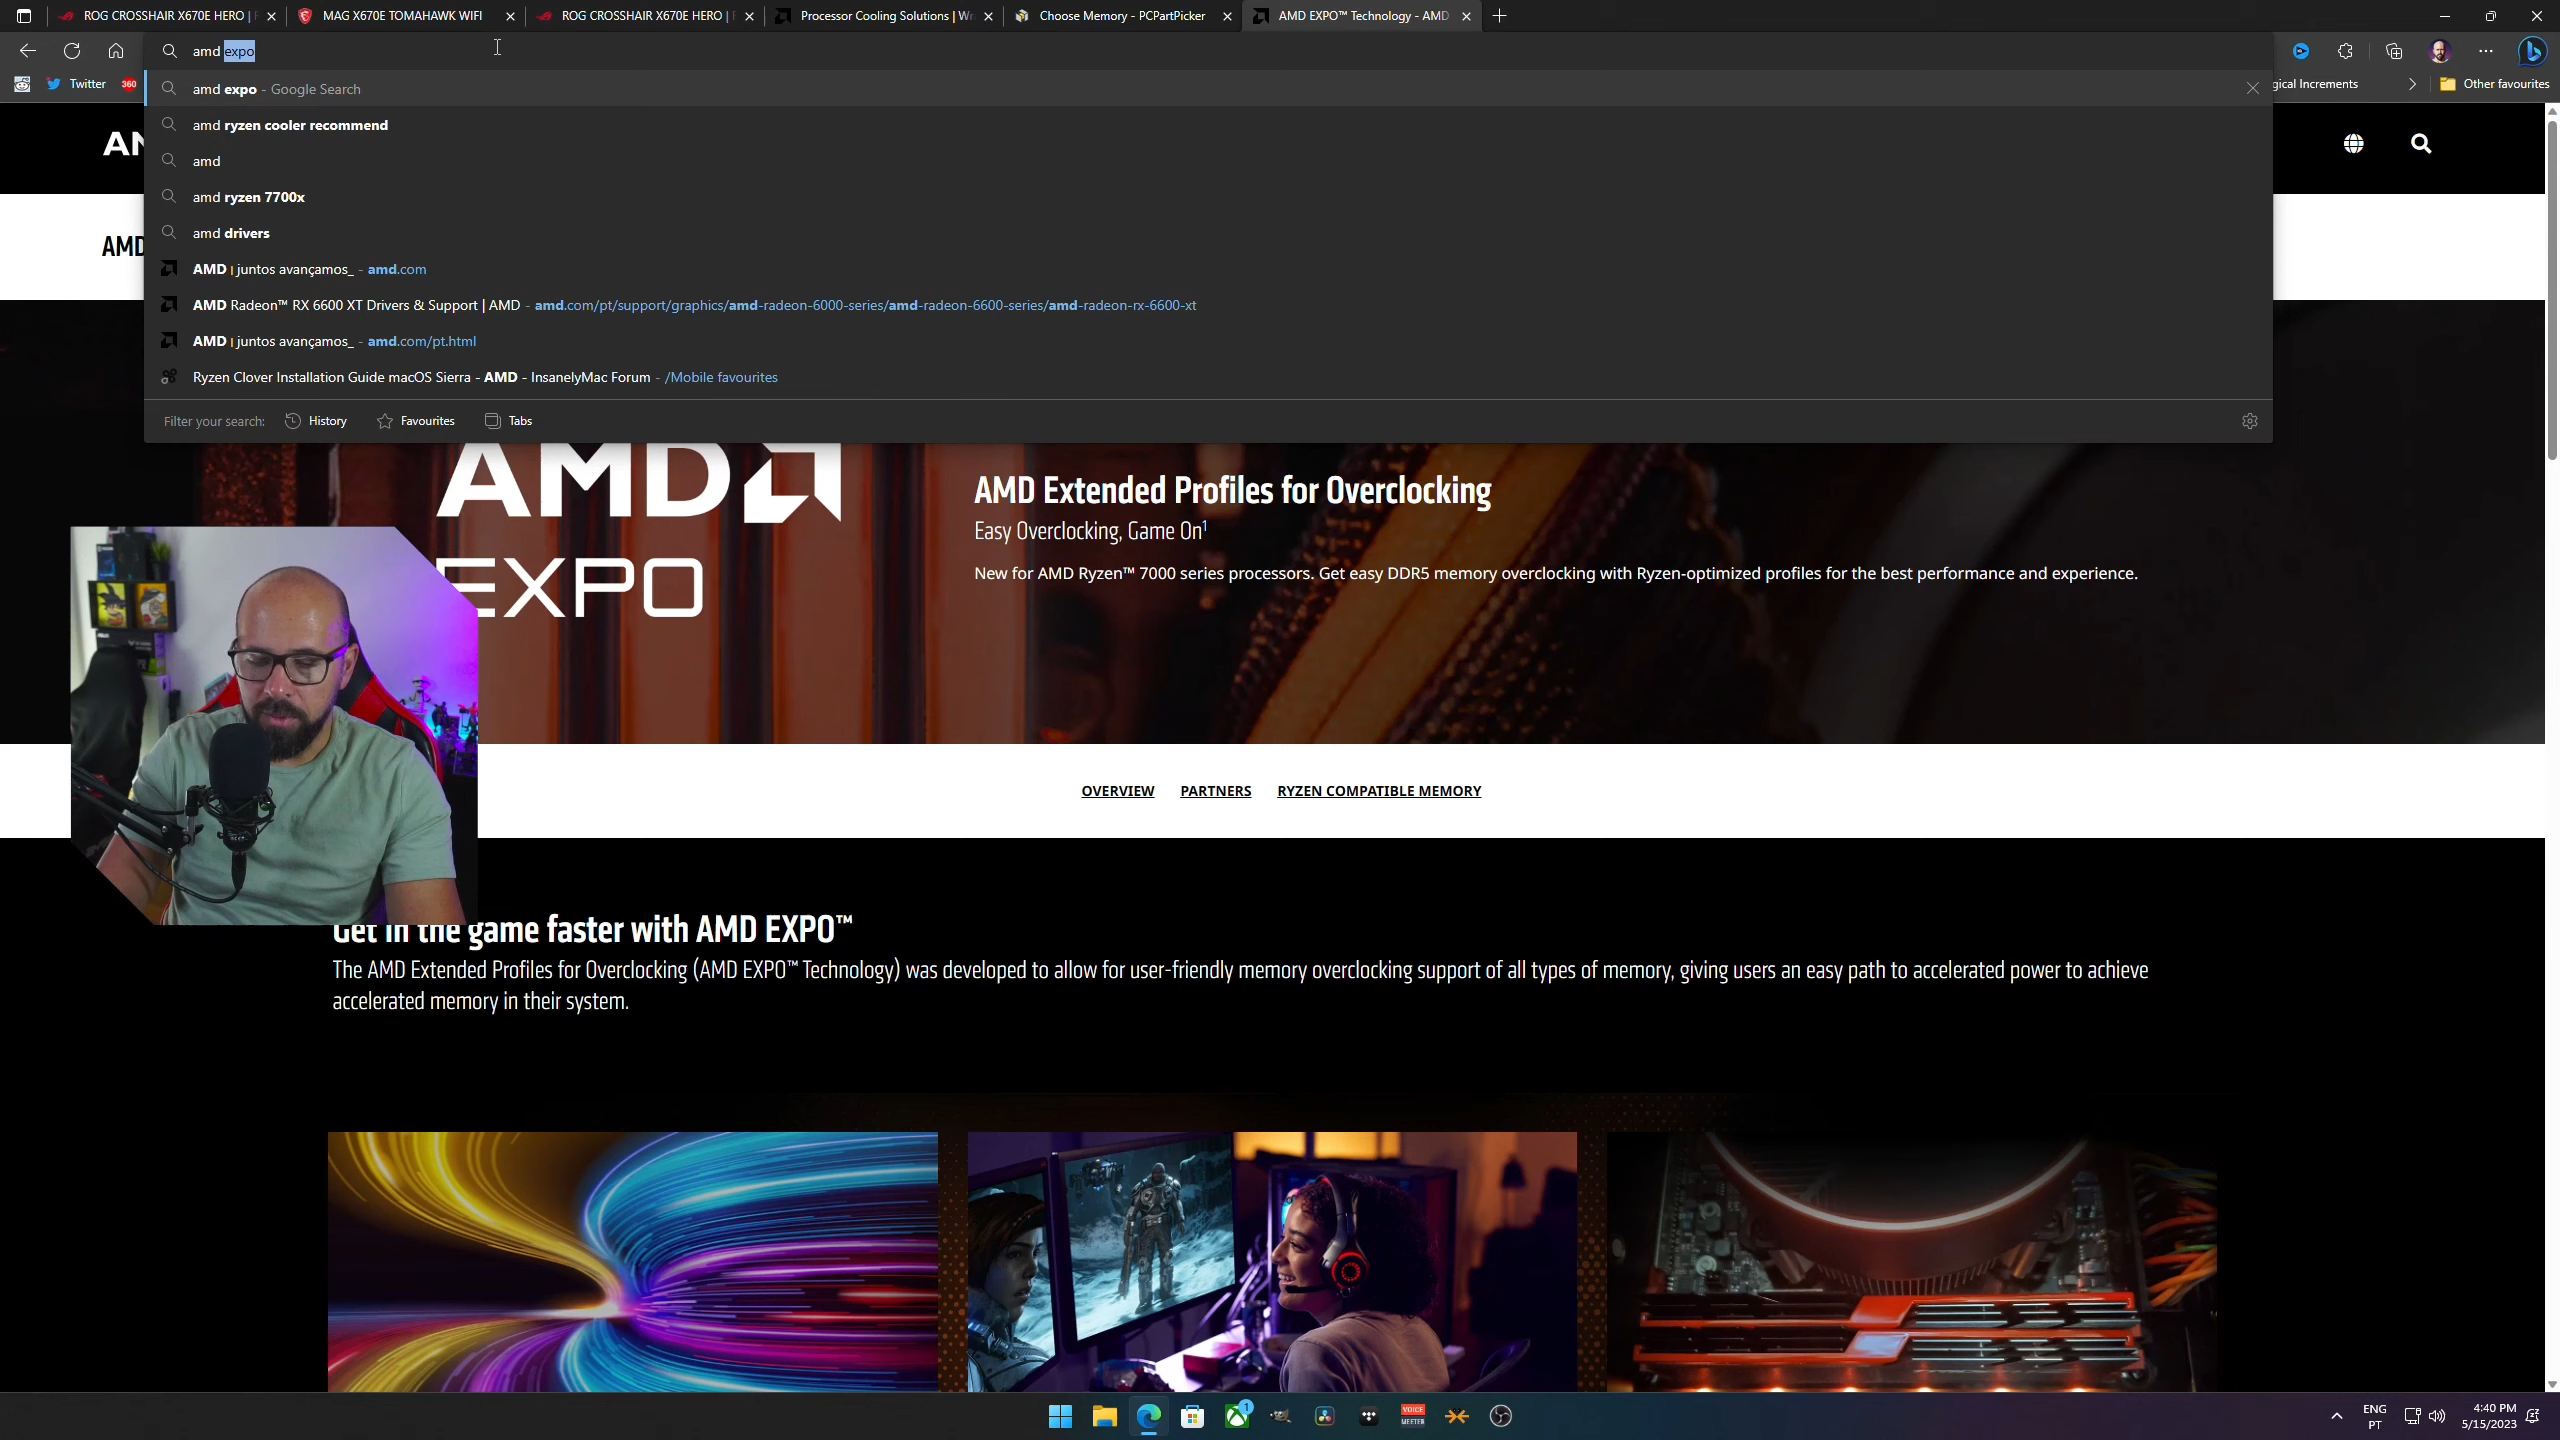 ROG CROSSHAIR X670E HERO |
MAG X670E TOMAHAWK WIFI
ROG CROSSHAIR X670E HERO |
Processor Cooling Solutions | Wr
Choose Memory - PCPartPicker
AMD EXPO™ Technology - AMD
amd expo
Twitter
360
gical Increments
Other favourites
amd expo - Google Search
amd ryzen cooler recommend
amd
amd ryzen 7700x
amd drivers
AMD | juntos avançamos_ - amd.com
AMD Radeon™ RX 6600 XT Drivers & Support | AMD - amd.com/pt/support/graphics/amd-radeon-6000-series/amd-radeon-6600-series/amd-radeon-rx-6600-xt
AMD | juntos avançamos_ - amd.com/pt.html
Ryzen Clover Installation Guide macOS Sierra - AMD - InsanelyMac Forum - /Mobile favourites
Filter your search:
History
Favourites
Tabs
AMD
AMD
EXPO
AMD Extended Profiles for Overclocking
Easy Overclocking, Game On1
New for AMD Ryzen™ 7000 series processors. Get easy DDR5 memory overclocking with Ryzen-optimized profiles for the best performance and experience.
OVERVIEW
PARTNERS
RYZEN COMPATIBLE MEMORY
Get in the game faster with AMD EXPO™
The AMD Extended Profiles for Overclocking (AMD EXPO™ Technology) was developed to allow for user-friendly memory overclocking support of all types of memory, giving users an easy path to accelerated power to achieve
accelerated memory in their system.
1
VOICE
MEETER
ENG
PT
4:40 PM
5/15/2023